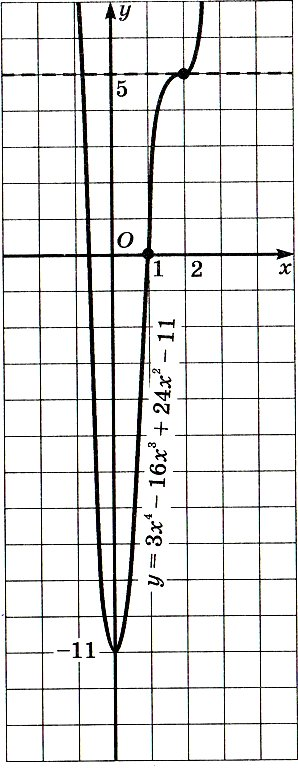 y
5
O
1
2
x
y = 3x⁴ − 16x³ + 24x² − 11
−11